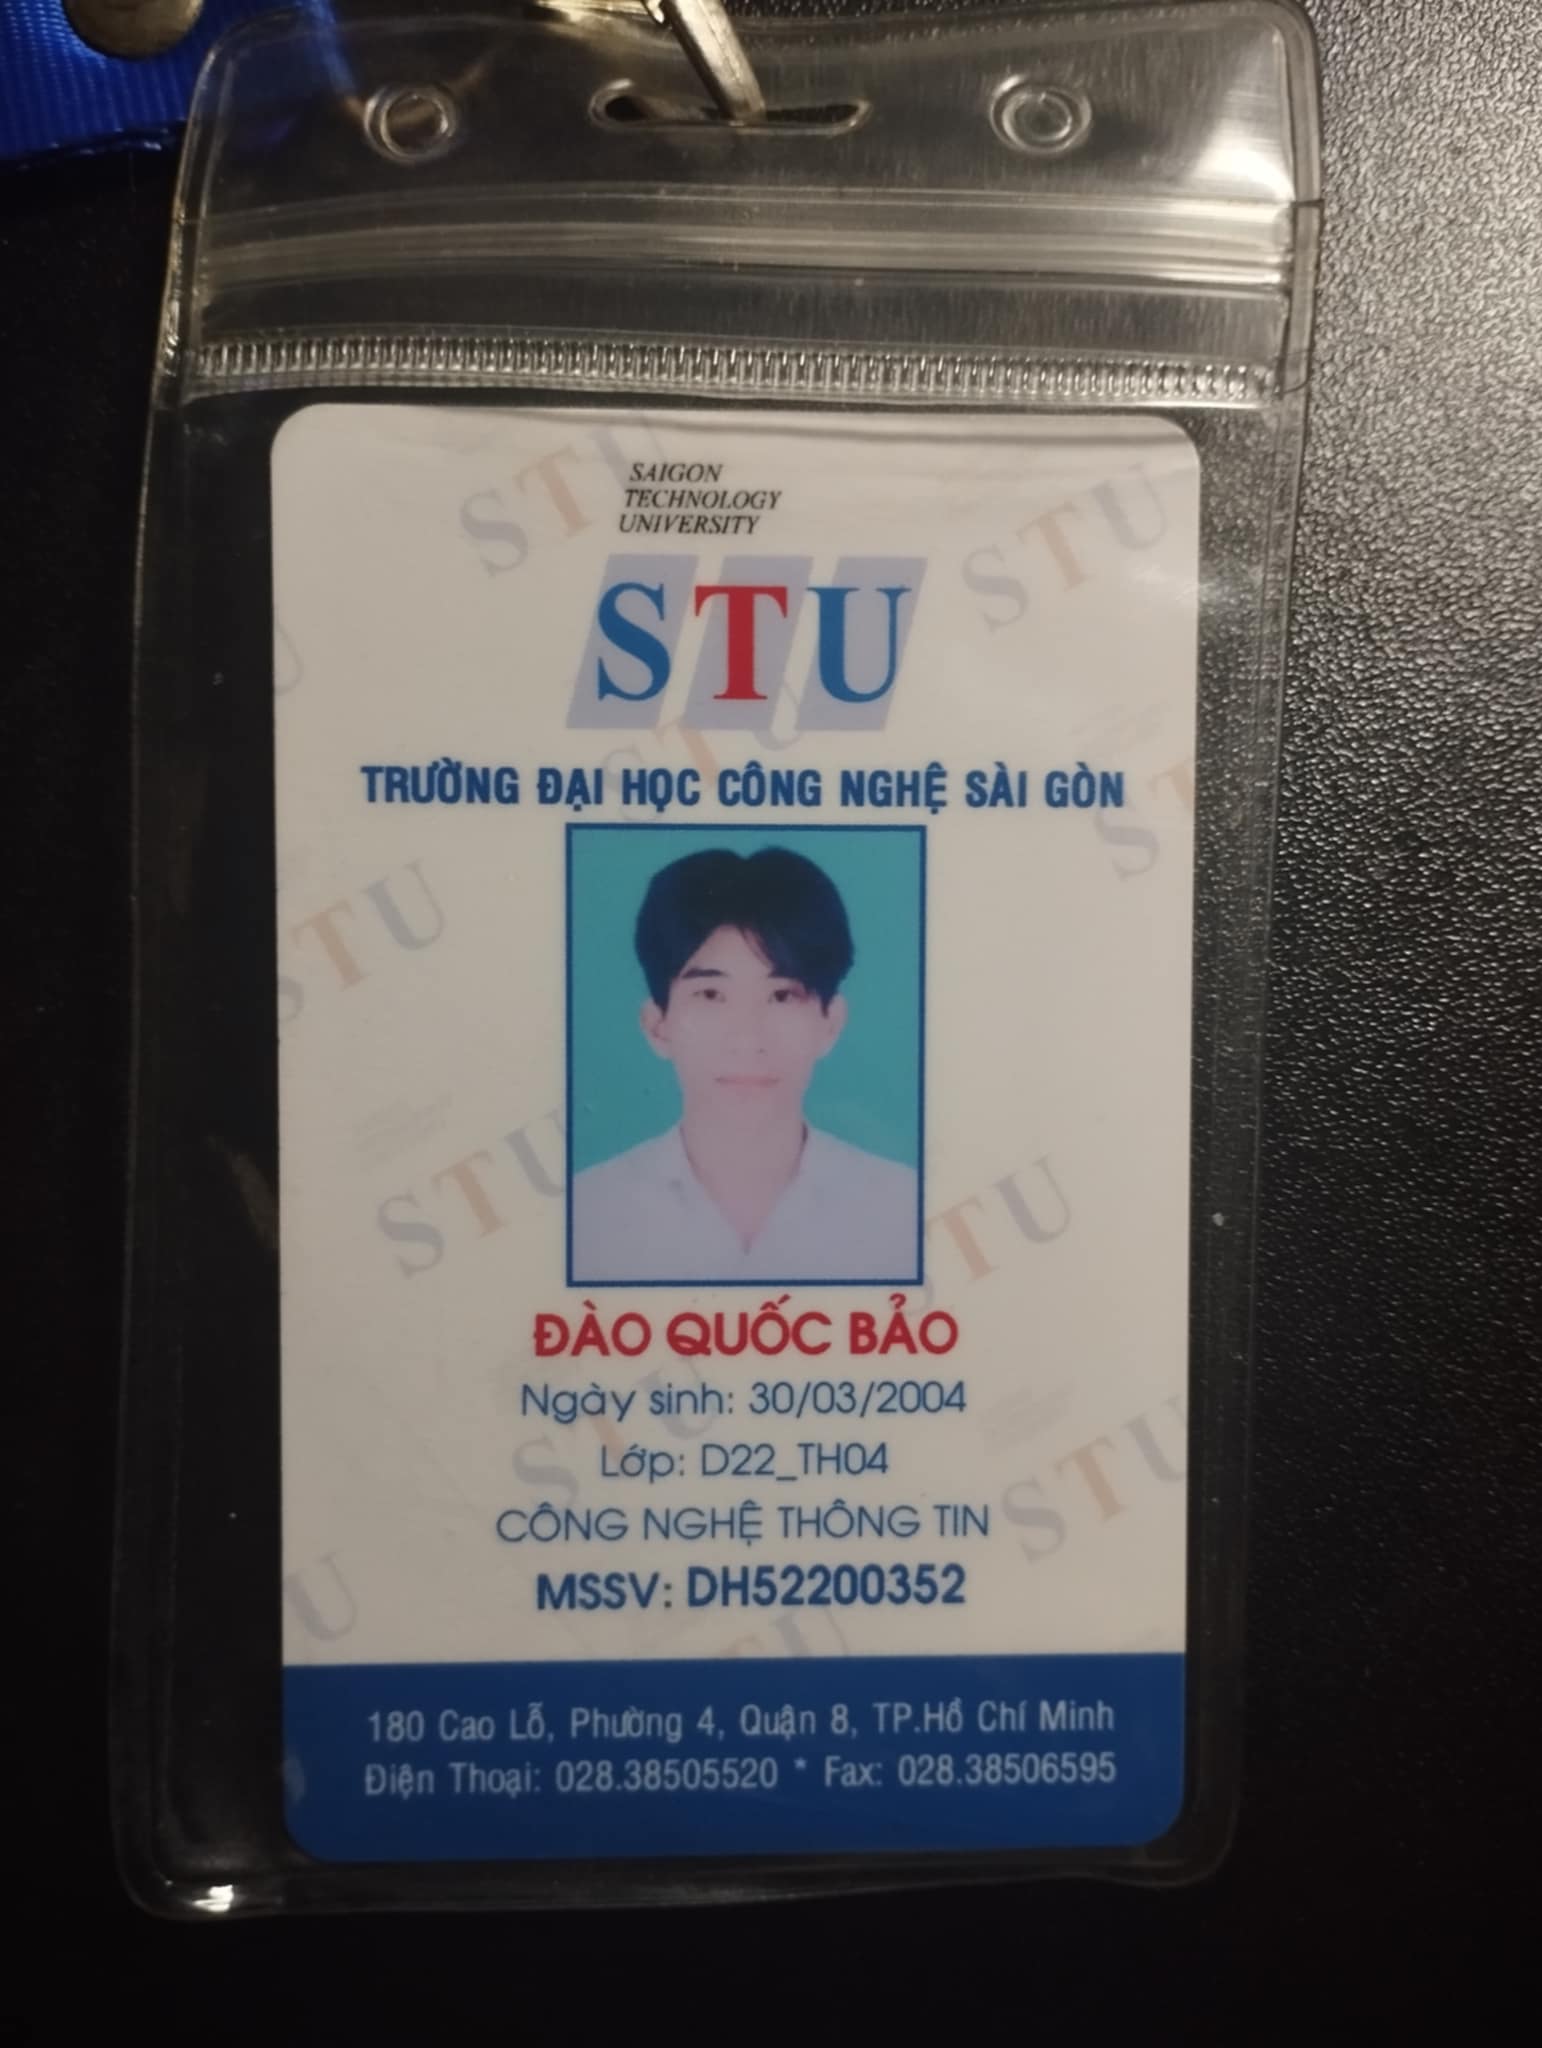 SAIGON
TECHNOLOGY
UNIVERSITY
STU
TRƯỜNG ĐẠI HỌC CÔNG NGHỆ SÀI GÒN
ĐÀO QUỐC BẢO
Ngày sinh: 30/03/2004
Lớp: D22_TH04
CÔNG NGHỆ THÔNG TIN
MSSV: DH52200352
180 Cao Lỗ, Phường 4, Quận 8, TP.Hồ Chí Minh
Điện Thoại: 028.38505520 * Fax: 028.38506595